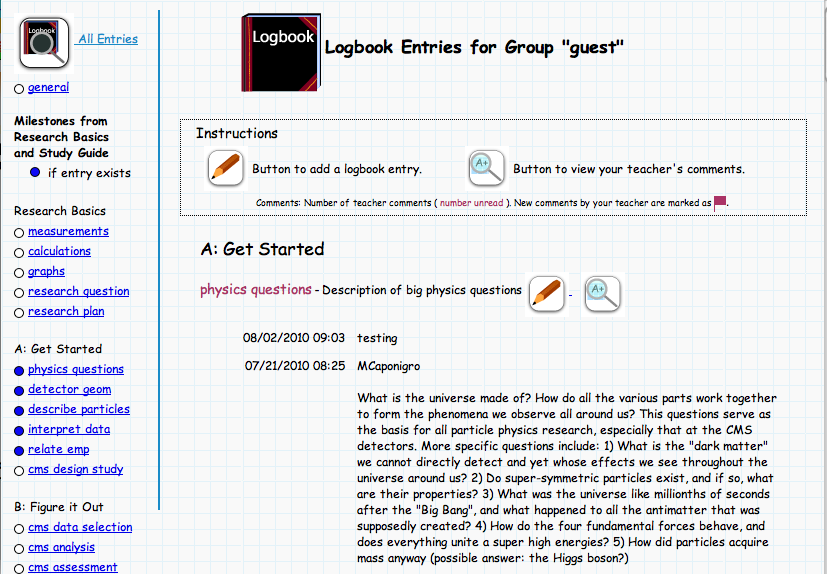 Logbook
All Entries
general
Milestones from
Research Basics
and Study Guide
if entry exists
Research Basics
measurements
calculations
graphs
research question
research plan
A: Get Started
physics questions
detector geom
describe particles
interpret data
relate emp
cms design study
B: Figure it Out
cms data selection
cms analysis
cms assessment
Logbook
Logbook Entries for Group "guest"
Instructions
Button to add a logbook entry.
A+
Button to view your teacher's comments.
Comments: Number of teacher comments ( number unread ). New comments by your teacher are marked as .
A: Get Started
physics questions - Description of big physics questions - A+
08/02/2010 09:03 testing
07/21/2010 08:25 MCaponigro
What is the universe made of? How do all the various parts work together
to form the phenomena we observe all around us? This questions serve as
the basis for all particle physics research, especially that at the CMS
detectors. More specific questions include: 1) What is the "dark matter"
we cannot directly detect and yet whose effects we see throughout the
universe around us? 2) Do super-symmetric particles exist, and if so, what
are their properties? 3) What was the universe like millionths of seconds
after the "Big Bang", and what happened to all the antimatter that was
supposedly created? 4) How do the four fundamental forces behave, and
does everything unite a super high energies? 5) How did particles acquire
mass anyway (possible answer: the Higgs boson?)